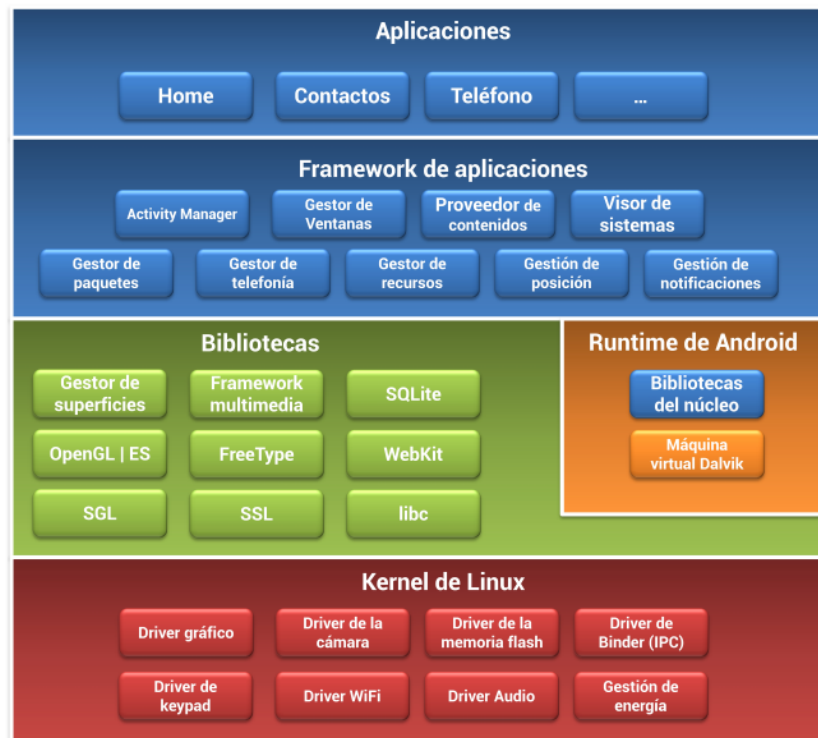 Aplicaciones
Home
Contactos
Teléfono
...
Framework de aplicaciones
Activity Manager
Gestor de
Ventanas
Proveedor de
contenidos
Visor de
sistemas
Gestor de
paquetes
Gestor de
telefonía
Gestor de
recursos
Gestión de
posición
Gestión de
notificaciones
Bibliotecas
Gestor de
superficies
Framework
multimedia
SQLite
OpenGL | ES
FreeType
WebKit
SGL
SSL
libc
Runtime de Android
Bibliotecas
del núcleo
Máquina
virtual Dalvik
Kernel de Linux
Driver gráfico
Driver de la
cámara
Driver de la
memoria flash
Driver de
Binder (IPC)
Driver de
keypad
Driver WiFi
Driver Audio
Gestión de
energía